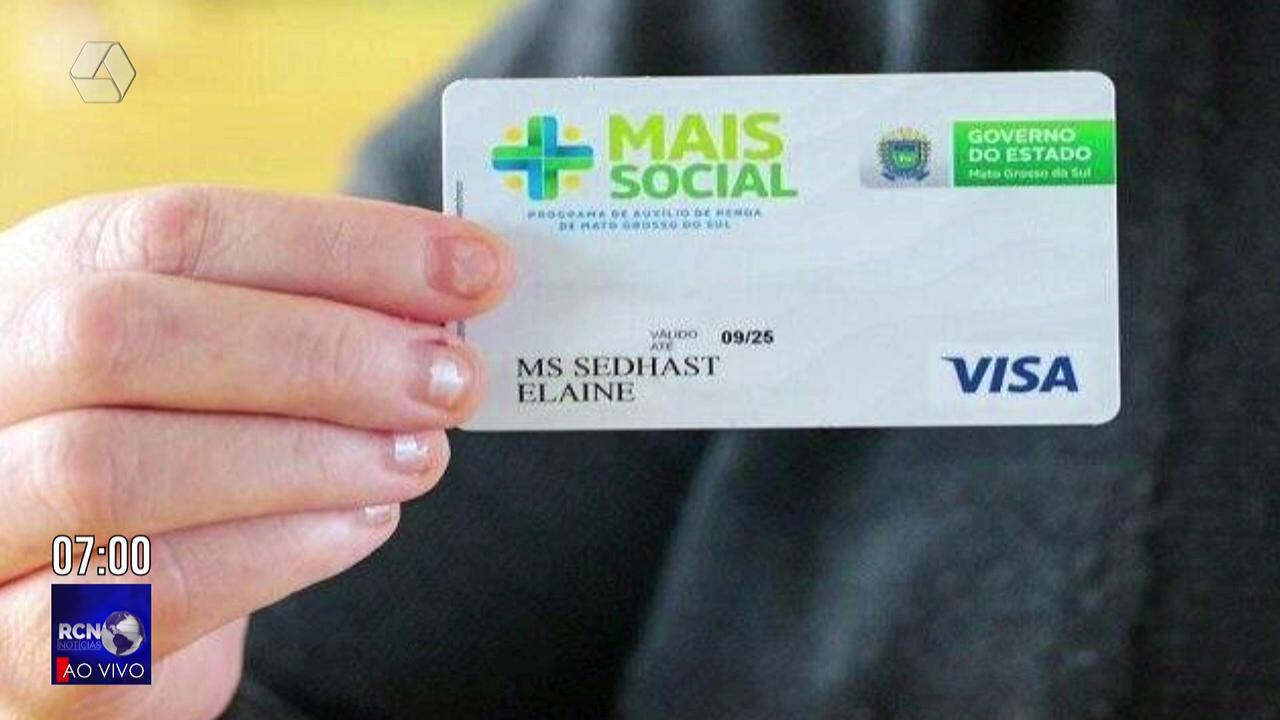 MAIS
SOCIAL
PROGRAMA DE AUXÍLIO DE RENDA
DE MATO GROSSO DO SUL
GOVERNO
DO ESTADO
Mato Grosso do Sul
VÁLIDO
ATÉ
09/25
MS SEDHAST
ELAINE
VISA
07:00
RCN
NOTÍCIAS
AO VIVO